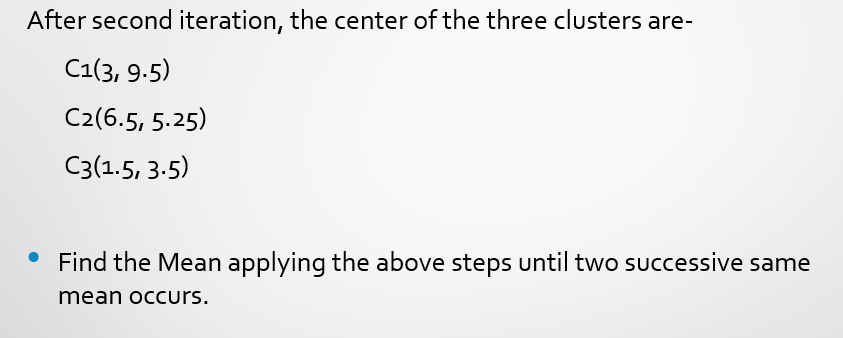 After second iteration, the center of the three clusters are-
C1(3, 9.5)
C2(6.5, 5.25)
C3(1.5, 3.5)
• Find the Mean applying the above steps until two successive same
mean occurs.